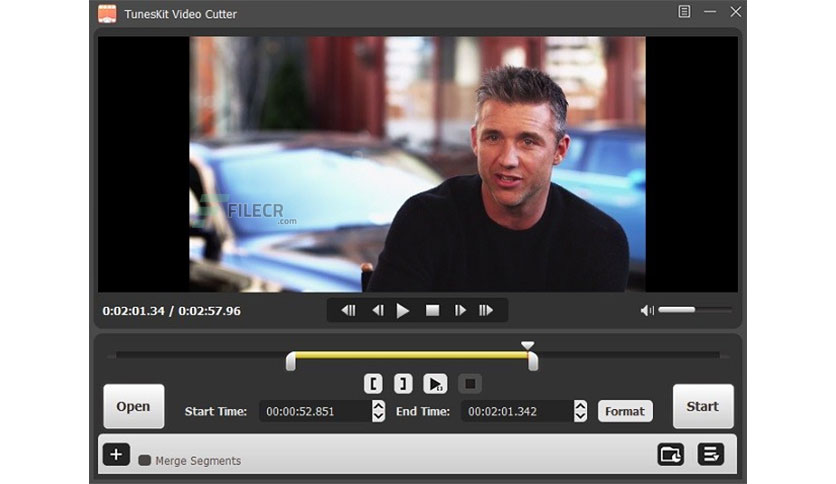 TunesKit Video Cutter
FILECR
.com
0:02:01.34 / 0:02:57.96
Open
Start Time: 00:00:52.851 End Time: 00:02:01.342 Format
Start
Merge Segments